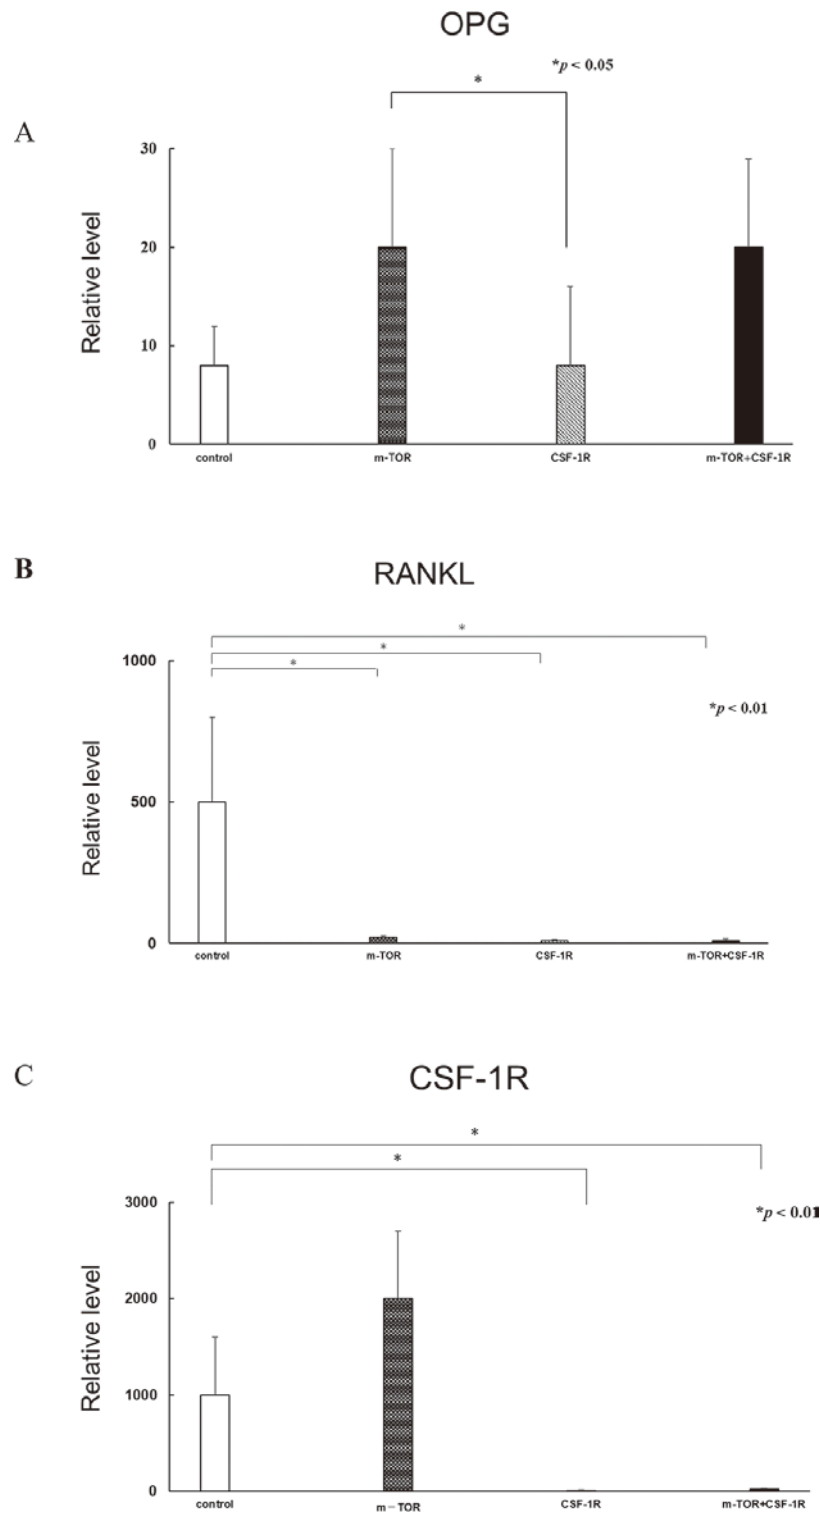 OPG
*p < 0.05
*
A
30
20
10
0
Relative level
control
m-TOR
CSF-1R
m-TOR+CSF-1R
B
RANKL
*
*
*
1000
*p < 0.01
500
0
Relative level
control
m-TOR
CSF-1R
m-TOR+CSF-1R
C
CSF-1R
*
*
3000
*p < 0.01
2000
1000
0
Relative level
control
m-TOR
CSF-1R
m-TOR+CSF-1R